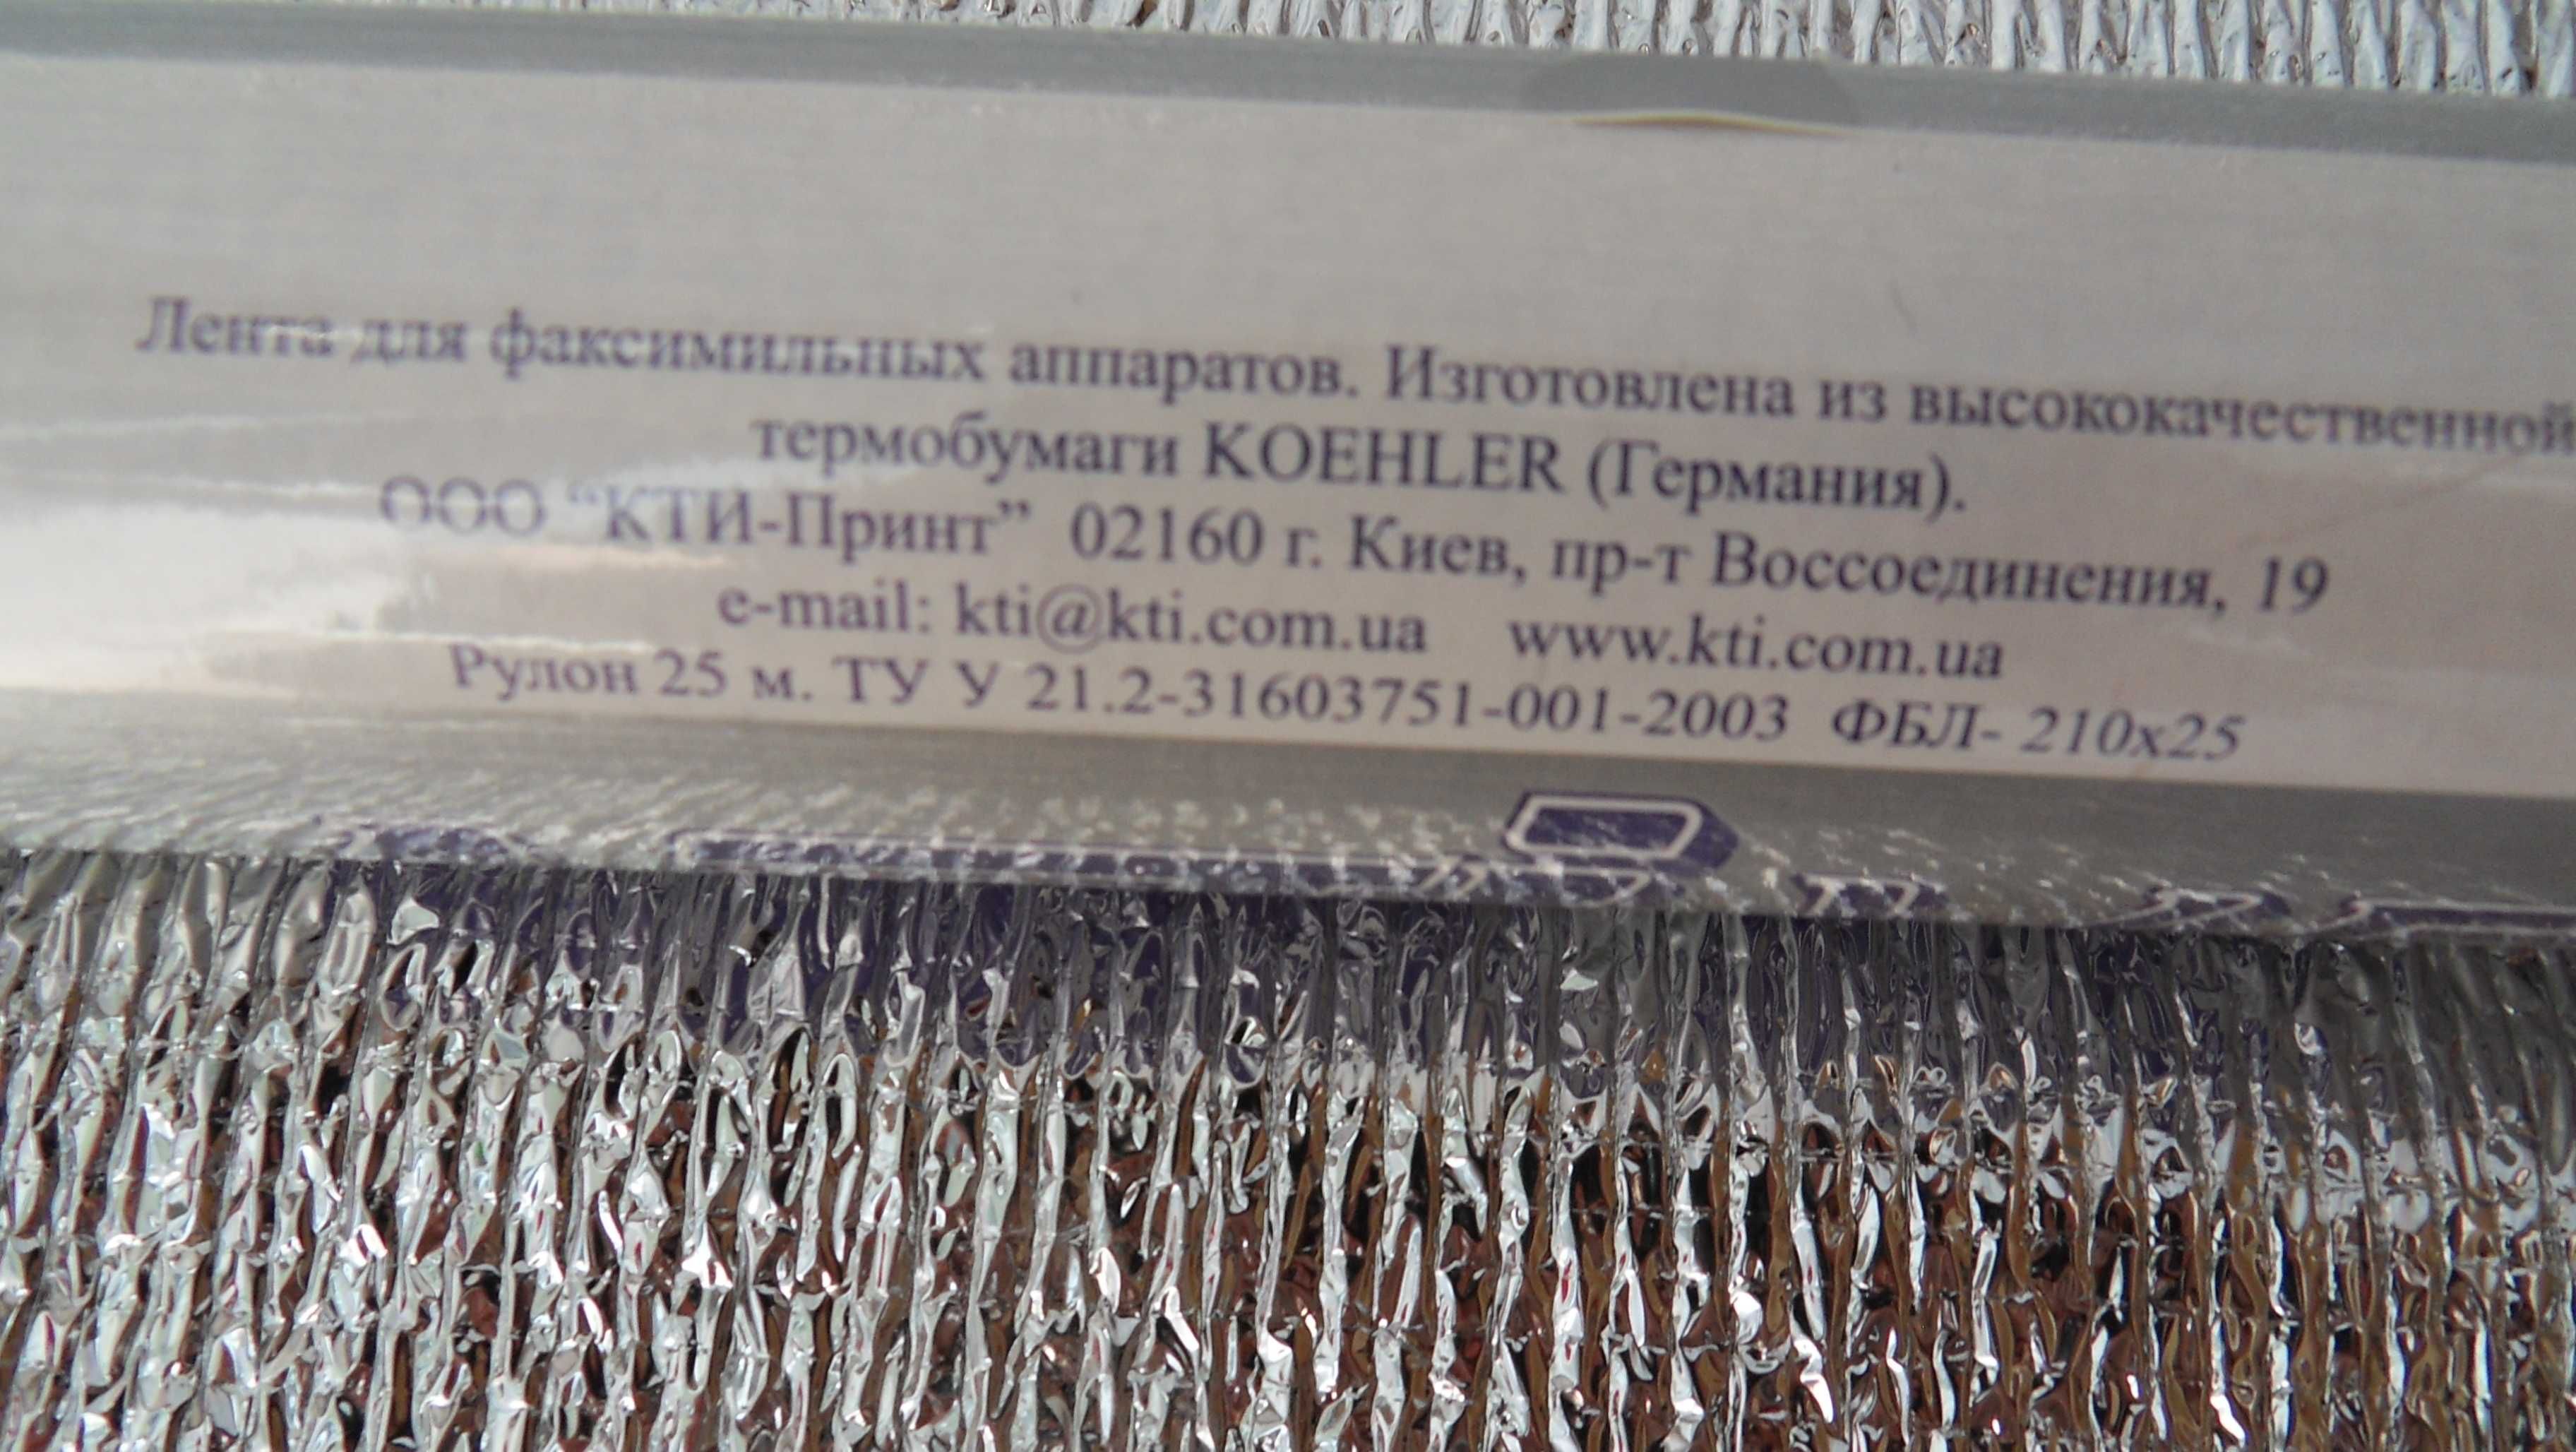 Лента для факсимильных аппаратов. Изготовлена из высококачественной
термобумаги KOEHLER (Германия).
ООО “КТИ-Принт” 02160 г. Киев, пр-т Воссоединения, 19
e-mail: kti@kti.com.ua www.kti.com.ua
Рулон 25 м. ТУ У 21.2-31603751-001-2003 ФБЛ- 210х25